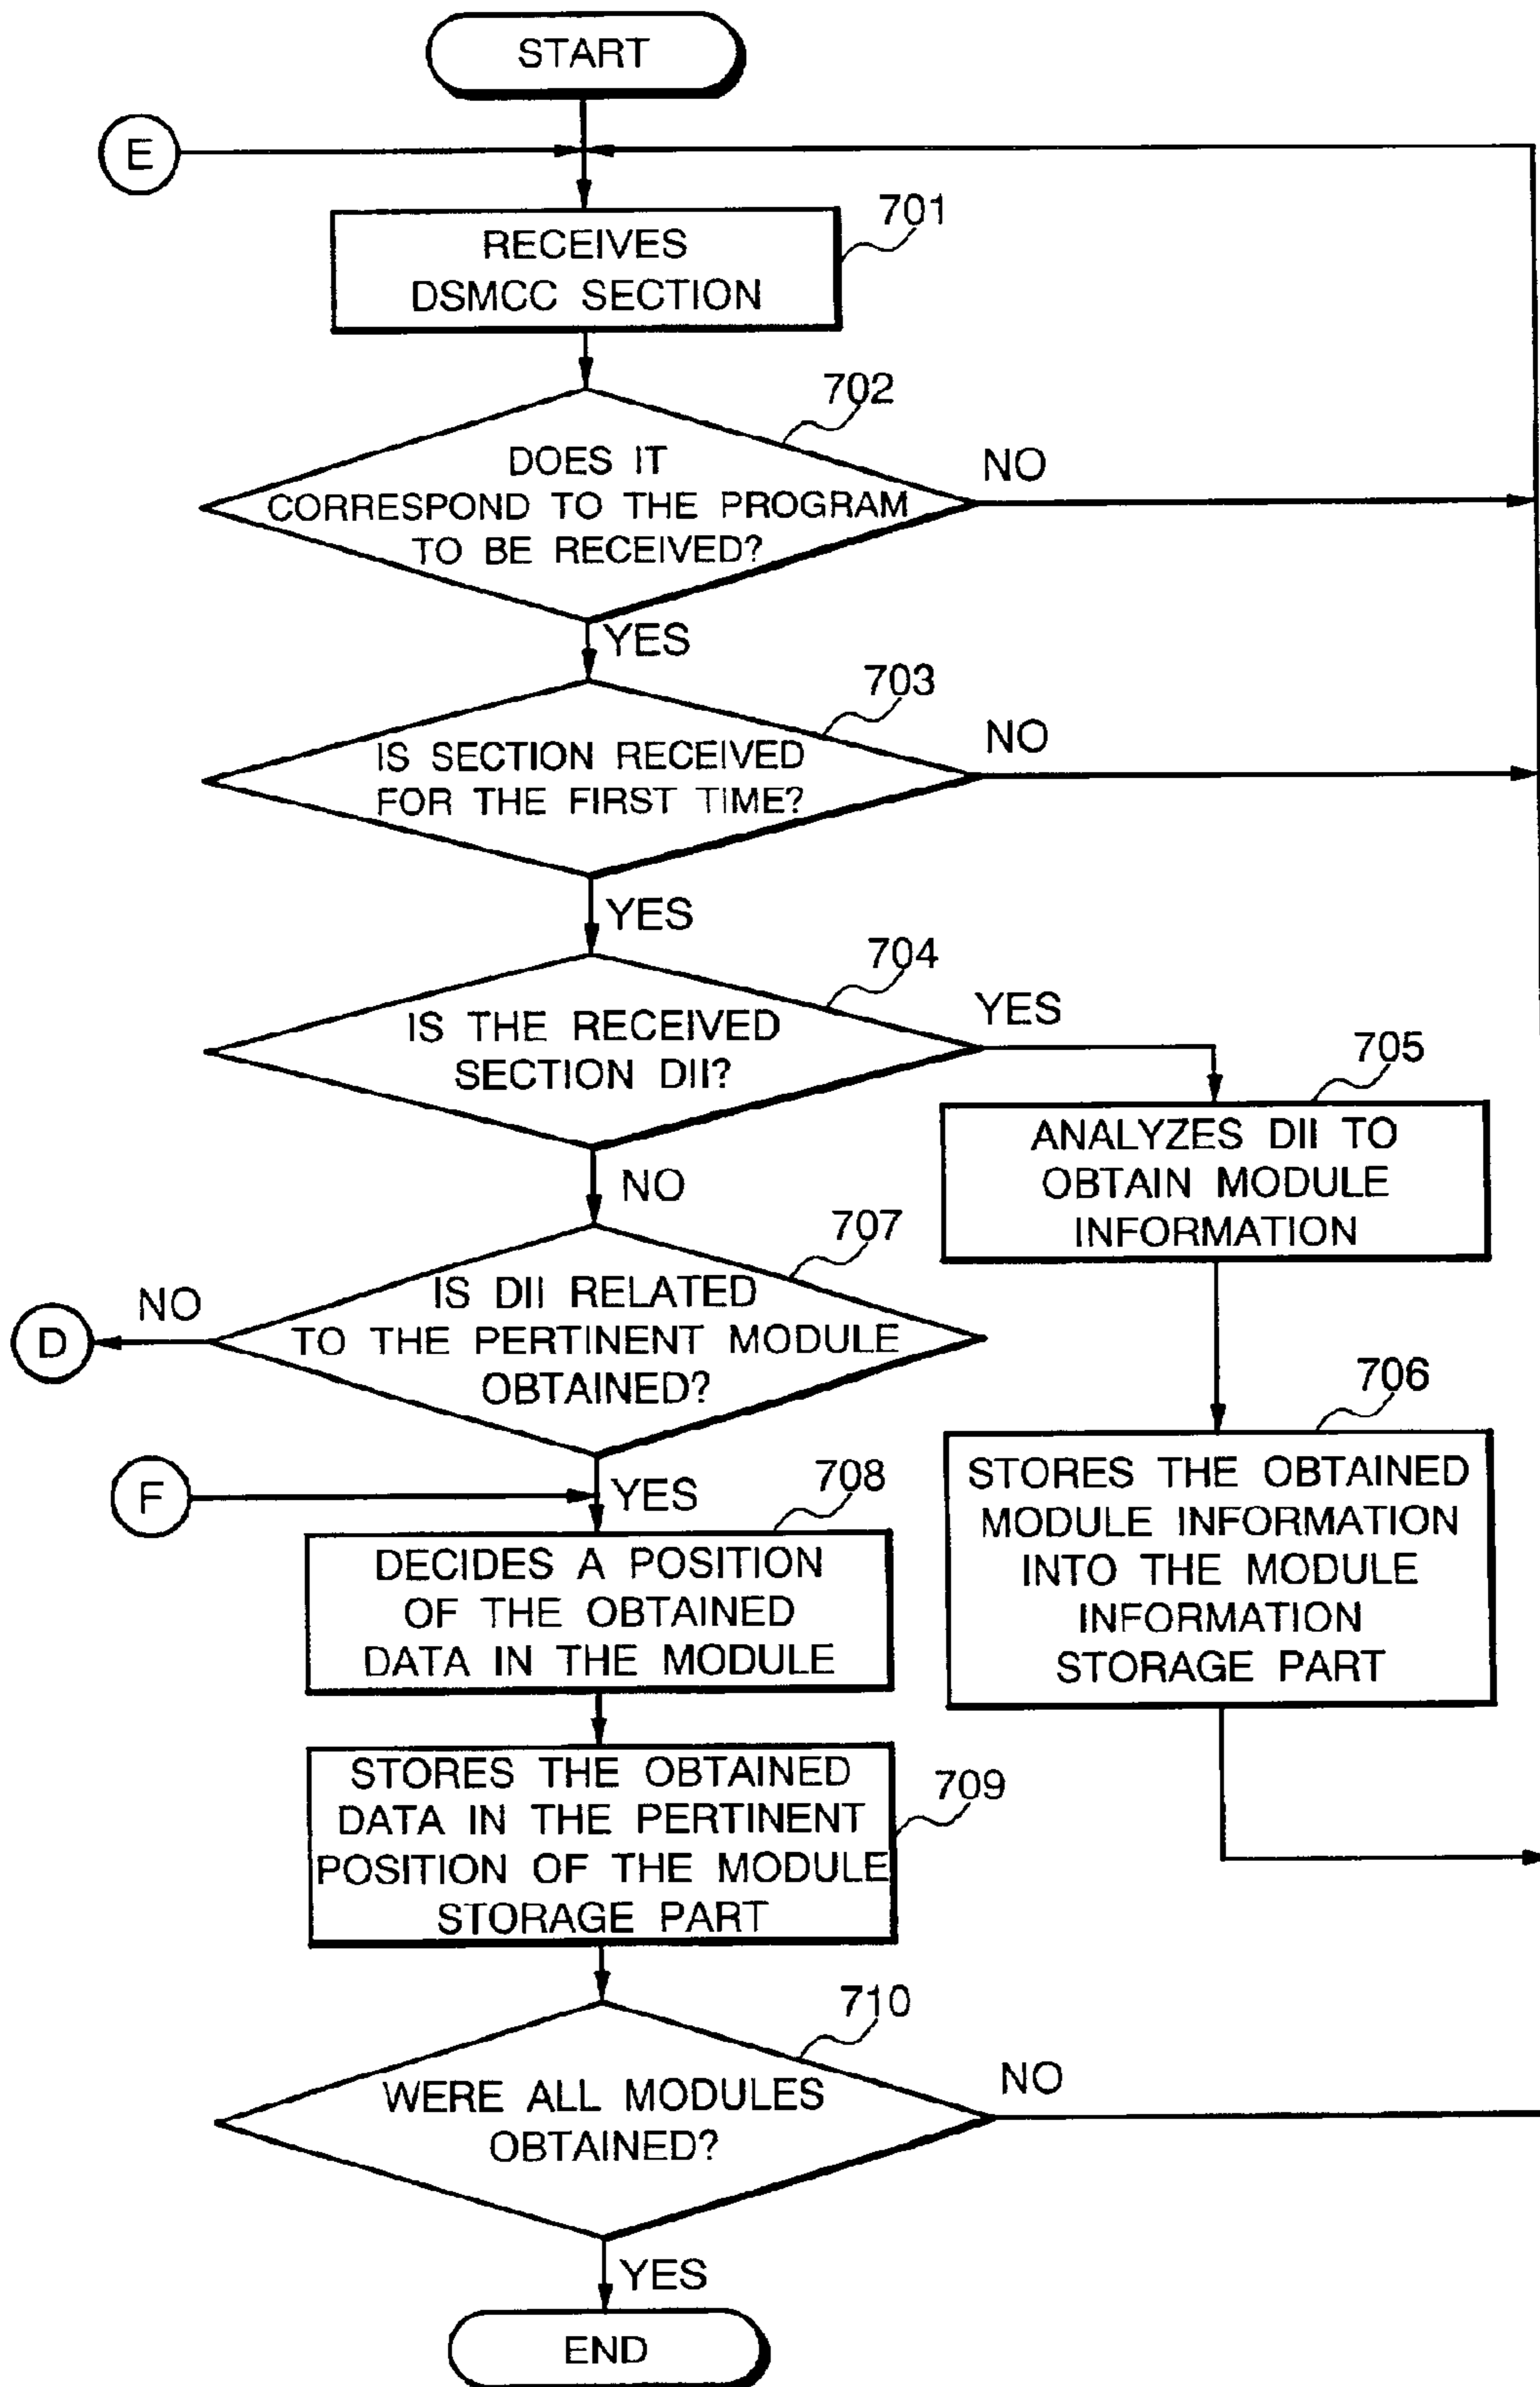 START
E
701
RECEIVES
DSMCC SECTION
702
DOES IT
CORRESPOND TO THE PROGRAM
TO BE RECEIVED?
NO
YES
703
IS SECTION RECEIVED
FOR THE FIRST TIME?
NO
YES
704
IS THE RECEIVED
SECTION DII?
YES
705
ANALYZES DII TO
OBTAIN MODULE
INFORMATION
NO
707
IS DII RELATED
TO THE PERTINENT MODULE
OBTAINED?
NO
D
706
STORES THE OBTAINED
MODULE INFORMATION
INTO THE MODULE
INFORMATION
STORAGE PART
F
YES
708
DECIDES A POSITION
OF THE OBTAINED
DATA IN THE MODULE
709
STORES THE OBTAINED
DATA IN THE PERTINENT
POSITION OF THE MODULE
STORAGE PART
710
WERE ALL MODULES
OBTAINED?
NO
YES
END